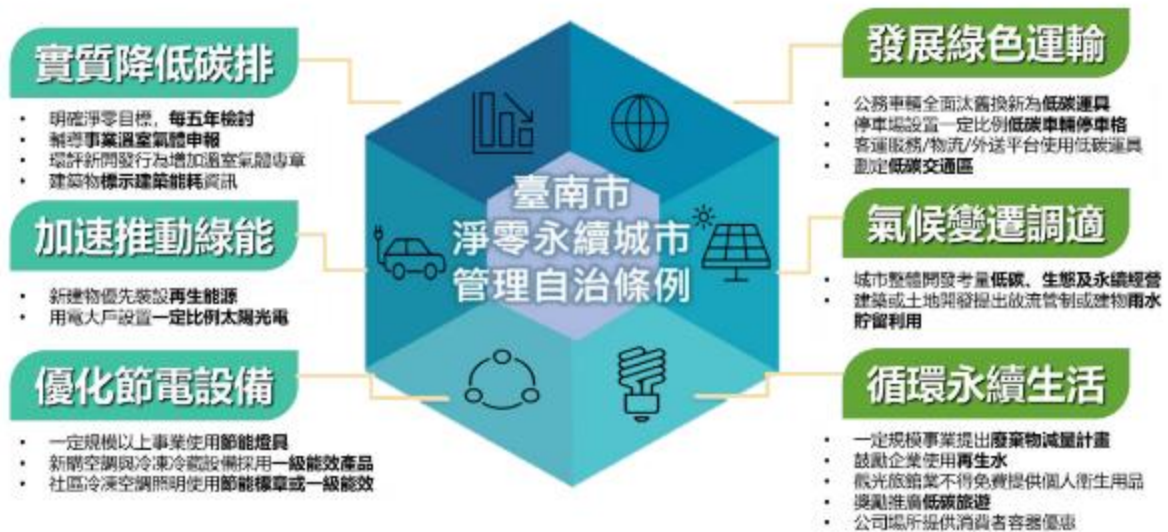 實質降低碳排
• 明確淨零目標，每五年檢討
• 輔導事業溫室氣體申報
• 環評新開發行為增加溫室氣體專章
• 建築物標示建築能耗資訊
加速推動綠能
• 新建物優先裝設再生能源
• 用電大戶設置一定比例太陽光電
優化節電設備
• 一定規模以上事業使用節能燈具
• 新購空調與冷凍冷藏設備採用一級能效產品
• 社區冷凍空調照明使用節能標章或一級能效
臺南市
淨零永續城市
管理自治條例
發展綠色運輸
• 公務車輛全面汰舊換新為低碳運具
• 停車場設置一定比例低碳車輛停車格
• 客運服務/物流/外送平台使用低碳運具
• 劃定低碳交通區
氣候變遷調適
• 城市整體開發考量低碳、生態及永續經營
• 建築或土地開發提出放流管制或建物雨水
貯留利用
循環永續生活
• 一定規模事業提出廢棄物減量計畫
• 鼓勵企業使用再生水
• 觀光旅館業不得免費提供個人衛生用品
• 獎勵推廣低碳旅遊
• 公司場所提供消費者容器優惠